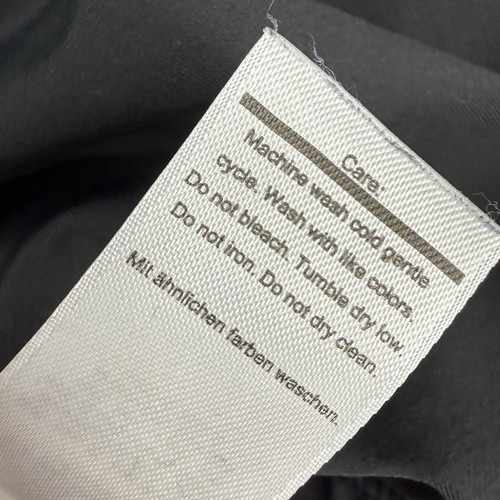 Care:
Machine wash cold gentle
cycle. Wash with like colors.
Do not bleach. Tumble dry low
Do not iron. Do not dry clean.
Mit ähnlichen farben waschen.